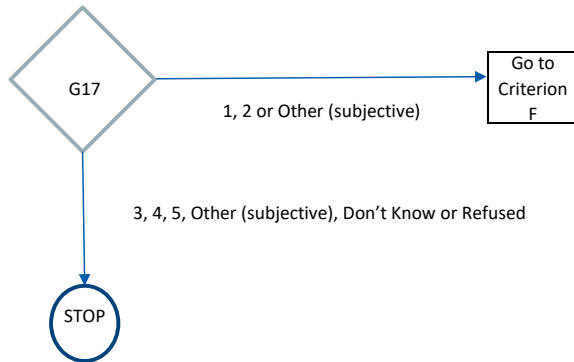 Go to
Criterion
F
G17
1, 2 or Other (subjective)
3, 4, 5, Other (subjective), Don’t Know or Refused
STOP